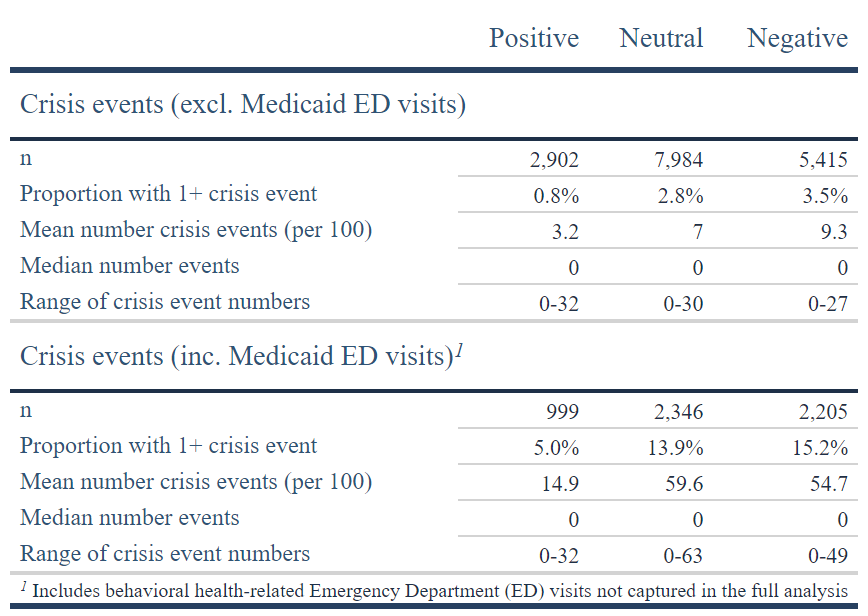 Positive Neutral Negative
Crisis events (excl. Medicaid ED visits)
n 2,902 7,984 5,415
Proportion with 1+ crisis event 0.8% 2.8% 3.5%
Mean number crisis events (per 100) 3.2 7 9.3
Median number events 0 0 0
Range of crisis event numbers 0-32 0-30 0-27
Crisis events (inc. Medicaid ED visits)1
n 999 2,346 2,205
Proportion with 1+ crisis event 5.0% 13.9% 15.2%
Mean number crisis events (per 100) 14.9 59.6 54.7
Median number events 0 0 0
Range of crisis event numbers 0-32 0-63 0-49
1 Includes behavioral health-related Emergency Department (ED) visits not captured in the full analysis